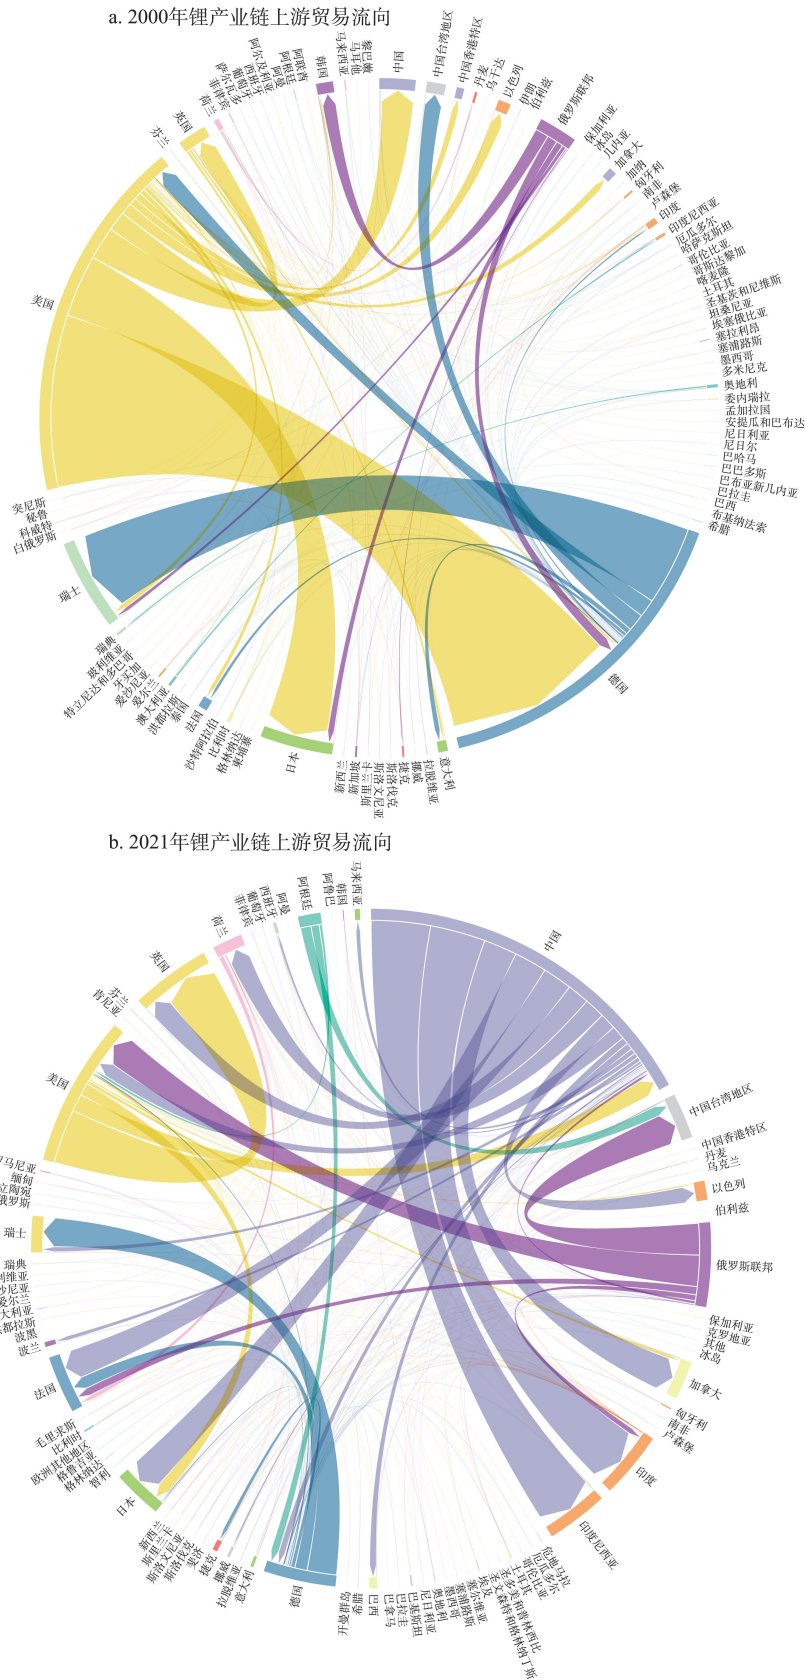 a. 2000年锂产业链上游贸易流向
中国
中国台湾地区
中国香港特区
丹麦
乌干达
以色列
伊朗
伯利兹
俄罗斯联邦
保加利亚
冰岛
几内亚
加拿大
加纳
匈牙利
南非
卢森堡
印度
印度尼西亚
厄瓜多尔
哈萨克斯坦
哥伦比亚
哥斯达黎加
喀麦隆
土耳其
圣基茨和尼维斯
坦桑尼亚
埃塞俄比亚
塞拉利昂
塞浦路斯
墨西哥
多米尼克
奥地利
委内瑞拉
孟加拉国
安提瓜和巴布达
尼日利亚
尼日尔
巴哈马
巴巴多斯
巴布亚新几内亚
巴拉圭
巴西
布基纳法索
希腊
德国
意大利
拉脱维亚
挪威
捷克
斯洛伐克
斯洛文尼亚
斯里兰卡
新加坡
新西兰
日本
柬埔寨
格林纳达
比利时
沙特阿拉伯
法国
泰国
洪都拉斯
澳大利亚
爱尔兰
爱沙尼亚
牙买加
特立尼达和多巴哥
玻利维亚
瑞典
瑞士
白俄罗斯
科威特
秘鲁
突尼斯
美国
芬兰
英国
荷兰
菲律宾
萨尔瓦多
葡萄牙
西班牙
阿尔及利亚
阿曼
阿根廷
阿联酋
韩国
马来西亚
马耳他
黎巴嫩
b. 2021年锂产业链上游贸易流向
中国
中国台湾地区
中国香港特区
丹麦
乌克兰
以色列
伯利兹
俄罗斯联邦
保加利亚
克罗地亚
其他
冰岛
加拿大
匈牙利
南非
卢森堡
印度
印度尼西亚
危地马拉
厄瓜多尔
哥伦比亚
土耳其
圣多美和普林西比
圣文森特和格林纳丁斯
埃及
塞尔维亚
塞浦路斯
墨西哥
奥地利
尼日利亚
巴基斯坦
巴拉圭
巴拿马
巴西
希腊
开曼群岛
德国
意大利
拉脱维亚
挪威
捷克
斐济
斯洛伐克
斯洛文尼亚
斯里兰卡
新西兰
日本
智利
格林纳达
格鲁吉亚
欧洲其他地区
比利时
毛里求斯
法国
波兰
波黑
都拉斯
大利亚
爱尔兰
沙尼亚
利维亚
瑞典
瑞士
俄罗斯
立陶宛
缅甸
马尼亚
美国
肯尼亚
芬兰
英国
荷兰
菲律宾
葡萄牙
西班牙
阿曼
阿根廷
阿鲁巴
韩国
马来西亚